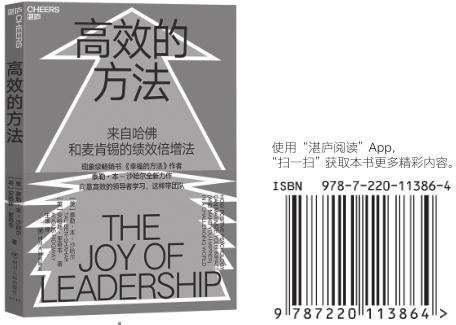 湛庐 CHEERS
高效的方法
CHEERS
湛庐
高效的
方法
来自哈佛
和麦肯锡的绩效倍增法
现象级畅销书《幸福的方法》作者
泰勒·本-沙哈尔全新力作
向最高效的领导者学习，这样带团队
THE
JOY OF
LEADERSHIP
使用“湛庐阅读”App，
“扫一扫”获取本书更多精彩内容。
ISBN 978-7-220-11386-4
9 787220 113864 >